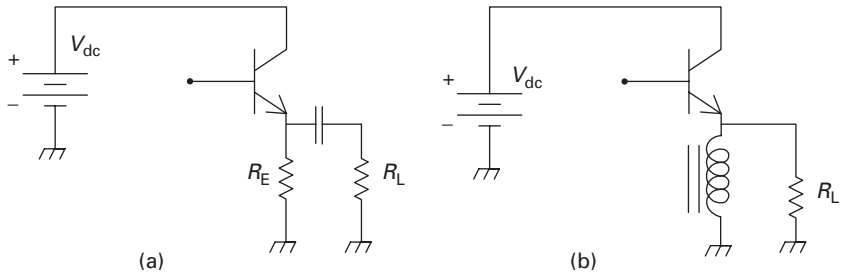 +
V_dc
–
R_E
R_L
(a)
+
V_dc
–
R_L
(b)